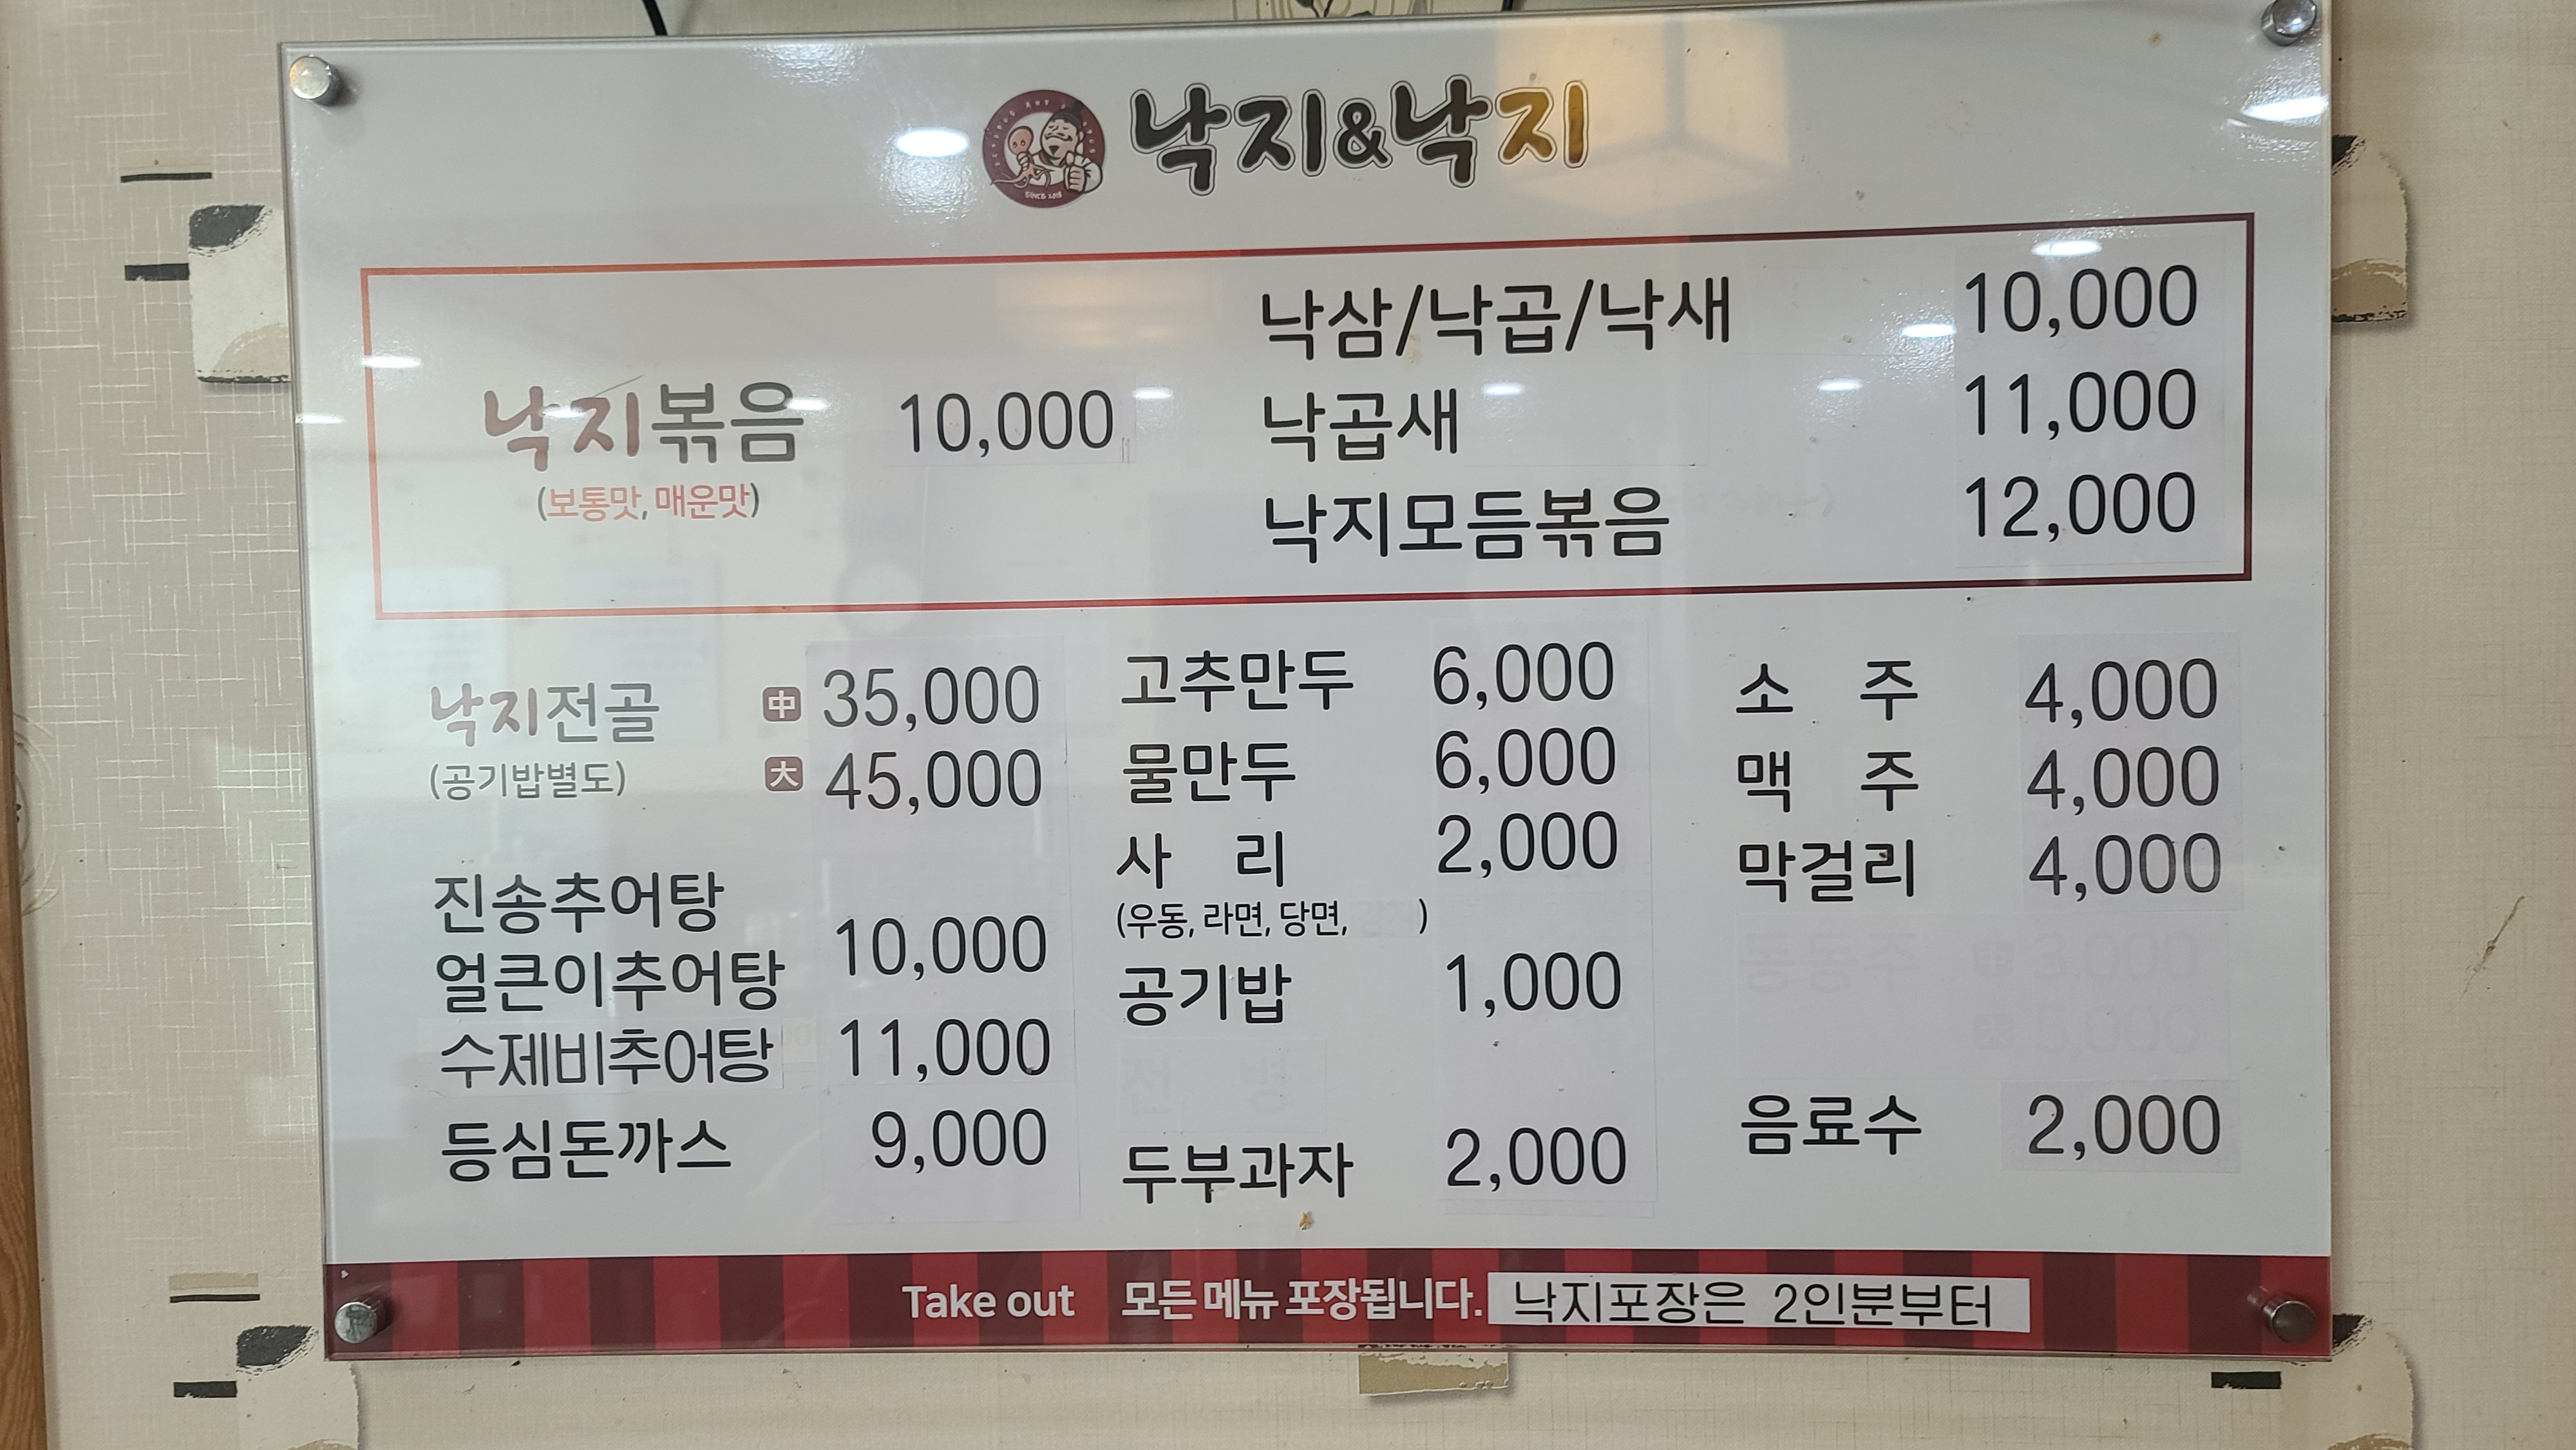 낙지&낙지
SINCE 2015
낙지볶음 10,000
(보통맛, 매운맛)
낙삼/낙곱/낙새 10,000
낙곱새 11,000
낙지모듬볶음 12,000
낙지전골 中 35,000
(공기밥별도) 大 45,000
진송추어탕
얼큰이추어탕 10,000
수제비추어탕 11,000
등심돈까스 9,000
고추만두 6,000
물만두 6,000
사 리 2,000
(우동, 라면, 당면, )
공기밥 1,000
두부과자 2,000
소 주 4,000
맥 주 4,000
막걸리 4,000
음료수 2,000
Take out 모든 메뉴 포장됩니다. 낙지포장은 2인분부터